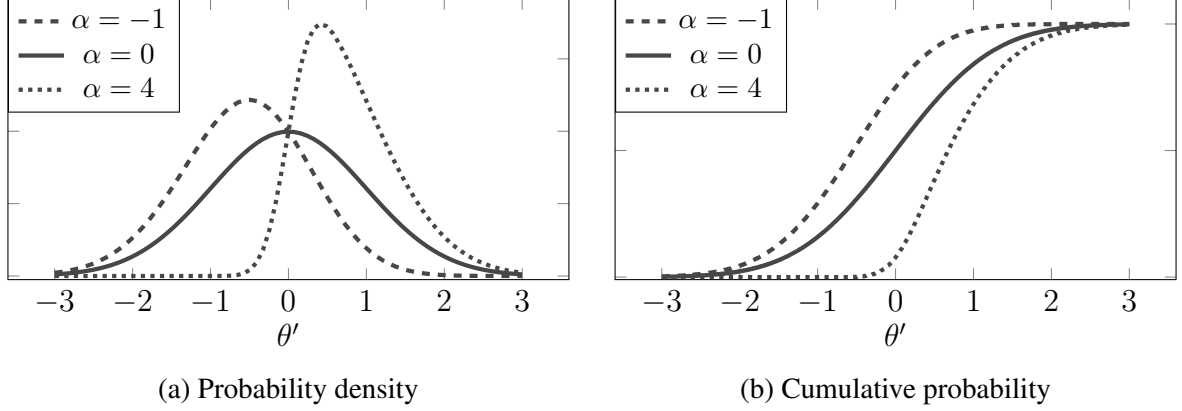 α = −1
α = 0
α = 4
−3 −2 −1 0 1 2 3
θ′
(a) Probability density
α = −1
α = 0
α = 4
−3 −2 −1 0 1 2 3
θ′
(b) Cumulative probability